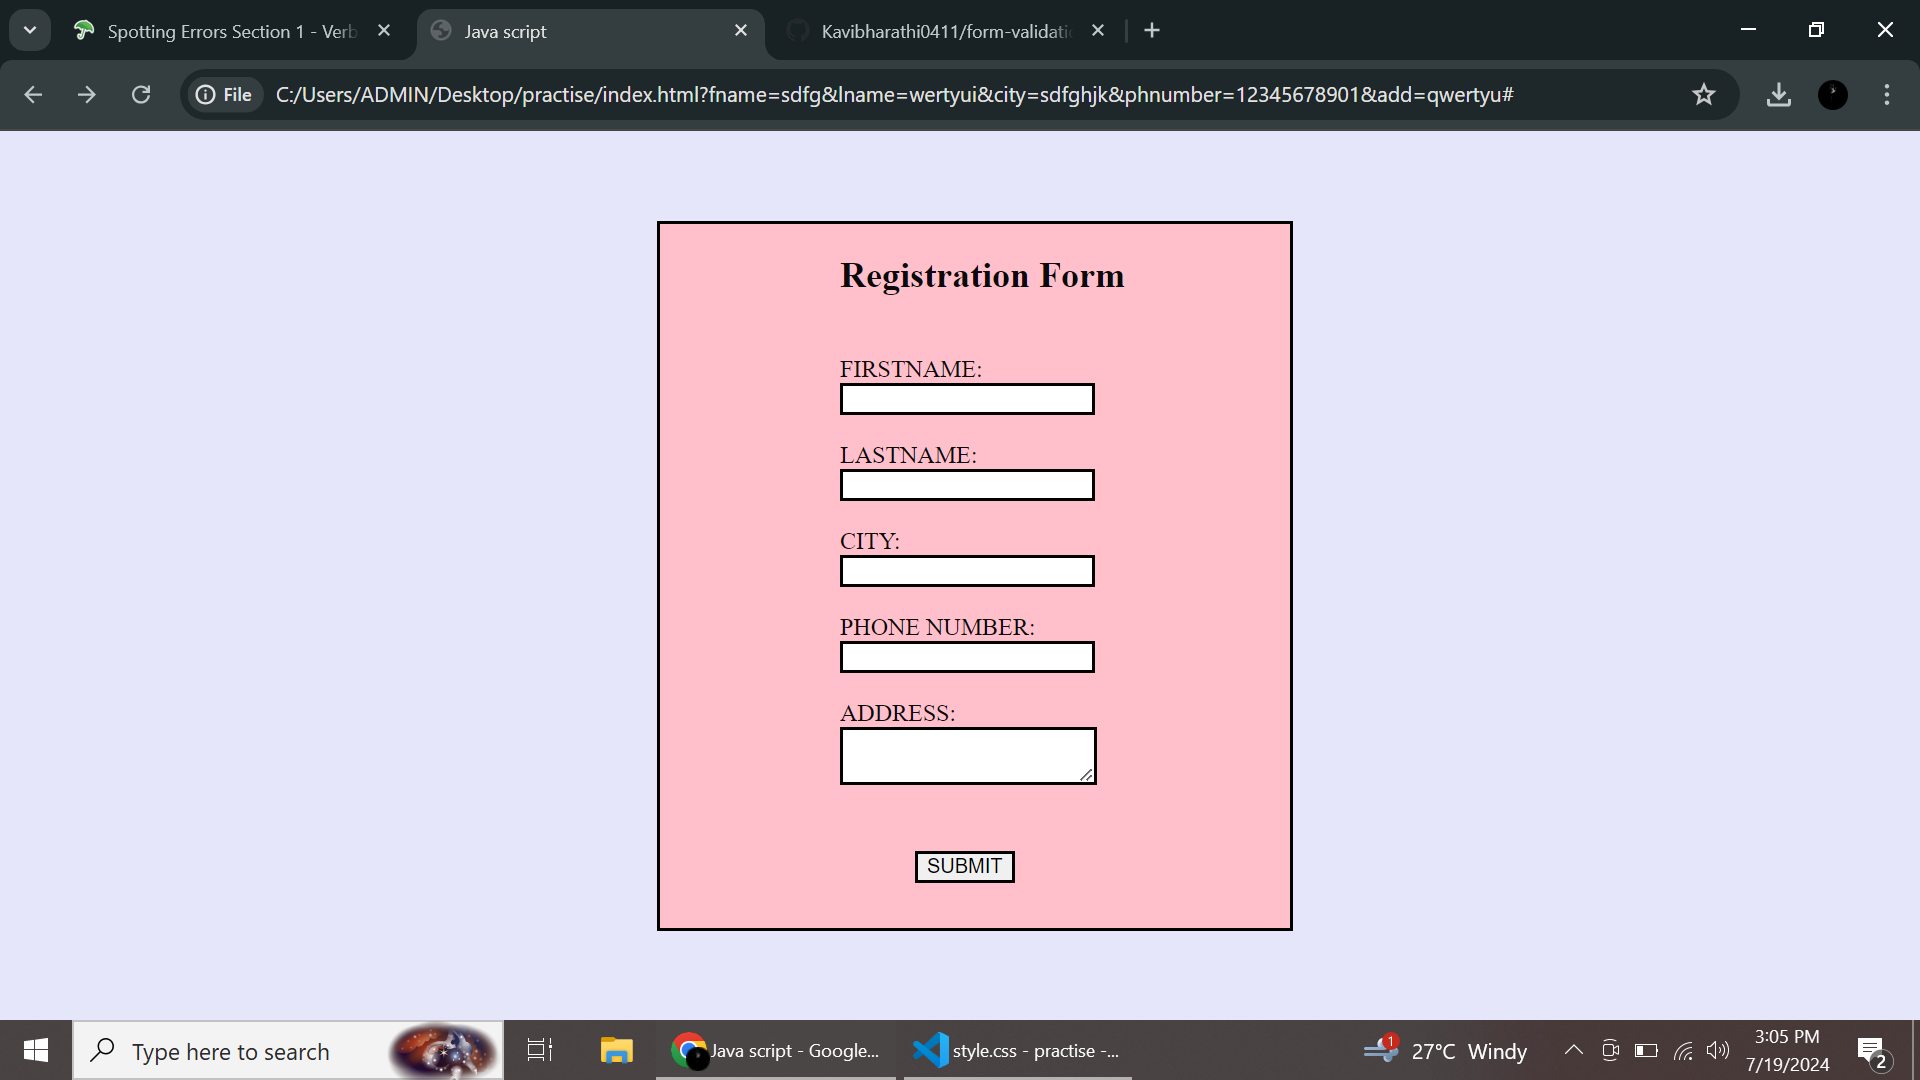 Spotting Errors Section 1 - Verb
Java script
Kavibharathi0411/form-validati
File
C:/Users/ADMIN/Desktop/practise/index.html?fname=sdfg&lname=wertyui&city=sdfghjk&phnumber=12345678901&add=qwertyu#
Registration Form
FIRSTNAME:
LASTNAME:
CITY:
PHONE NUMBER:
ADDRESS:
SUBMIT
Type here to search
Java script - Google...
style.css - practise -...
1
27°C Windy
3:05 PM
7/19/2024
2